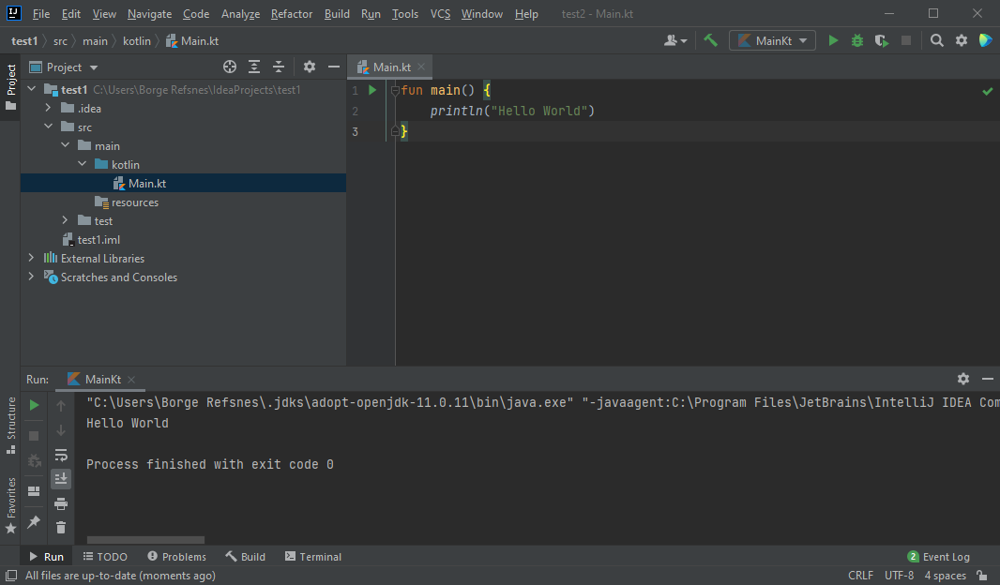 IJ File Edit View Navigate Code Analyze Refactor Build Run Tools VCS Window Help test2 - Main.kt
test1 src main kotlin Main.kt MainKt
Project Project Main.kt
test1 C:\Users\Borge Refsnes\IdeaProjects\test1
.idea
src
main
kotlin
Main.kt
resources
test
test1.iml
External Libraries
Scratches and Consoles
1 fun main() {
2 println("Hello World")
3 }
Run: MainKt
"C:\Users\Borge Refsnes\.jdks\adopt-openjdk-11.0.11\bin\java.exe" "-javaagent:C:\Program Files\JetBrains\IntelliJ IDEA Com
Hello World
Process finished with exit code 0
Structure
Favorites
Run TODO Problems Build Terminal 2 Event Log
All files are up-to-date (moments ago) CRLF UTF-8 4 spaces